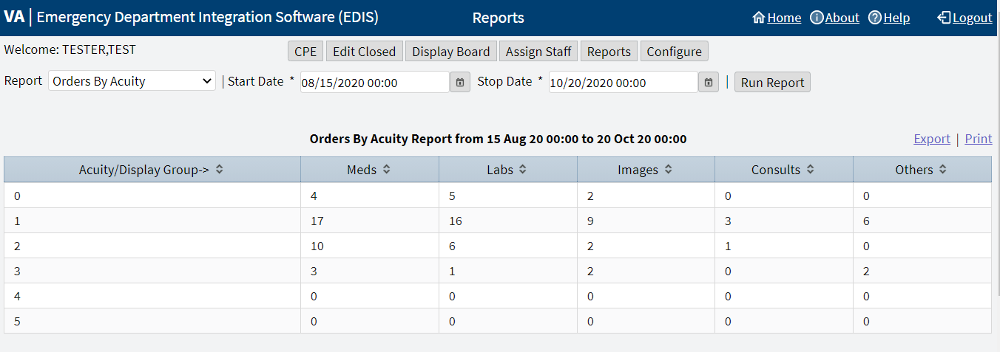 VA | Emergency Department Integration Software (EDIS) Reports Home About Help Logout
Welcome: TESTER,TEST CPE Edit Closed Display Board Assign Staff Reports Configure
Report Orders By Acuity | Start Date * 08/15/2020 00:00 Stop Date * 10/20/2020 00:00 | Run Report
Orders By Acuity Report from 15 Aug 20 00:00 to 20 Oct 20 00:00 Export | Print
Acuity/Display Group-> Meds Labs Images Consults Others
0 4 5 2 0 0
1 17 16 9 3 6
2 10 6 2 1 0
3 3 1 2 0 2
4 0 0 0 0 0
5 0 0 0 0 0